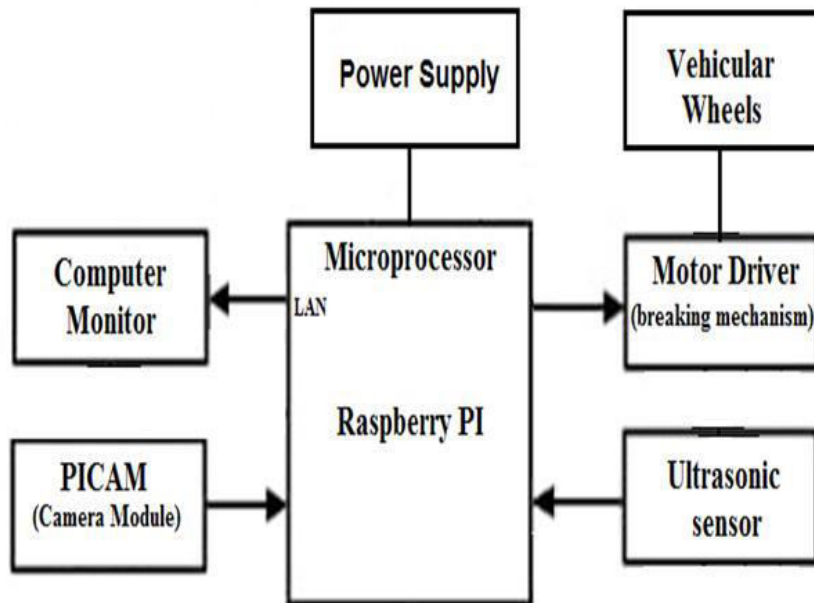 Power Supply
Vehicular
Wheels
Computer
Monitor
LAN
Microprocessor
Raspberry PI
Motor Driver
(breaking mechanism)
PICAM
(Camera Module)
Ultrasonic
sensor